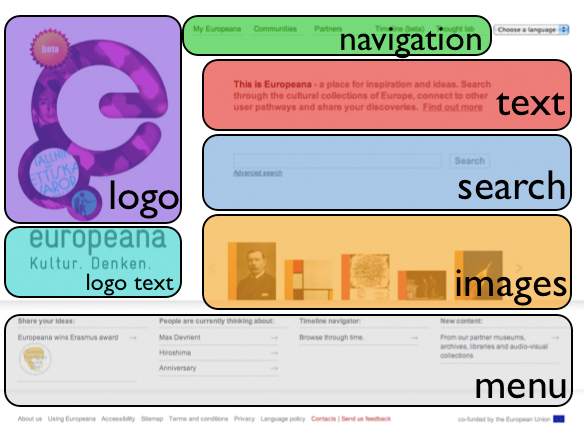 My Europeana Communities Partners Timeline (beta) Thought lab
Choose a language
navigation
beta
This is Europeana - a place for inspiration and ideas. Search
through the cultural collections of Europe, connect to other
user pathways and share your discoveries. Find out more
text
Search
Advanced search
search
TALLINN
logo
europeana
Kultur. Denken.
logo text
images
Share your ideas:
Europeana wins Erasmus award
People are currently thinking about:
Max Devrient
Hiroshima
Anniversary
Timeline navigator:
Browse through time.
New content:
From our partner museums,
archives, libraries and audio-visual
collections
menu
About us Using Europeana Accessibility Sitemap Terms and conditions Privacy Language policy Contacts | Send us feedback
co-funded by the European Union